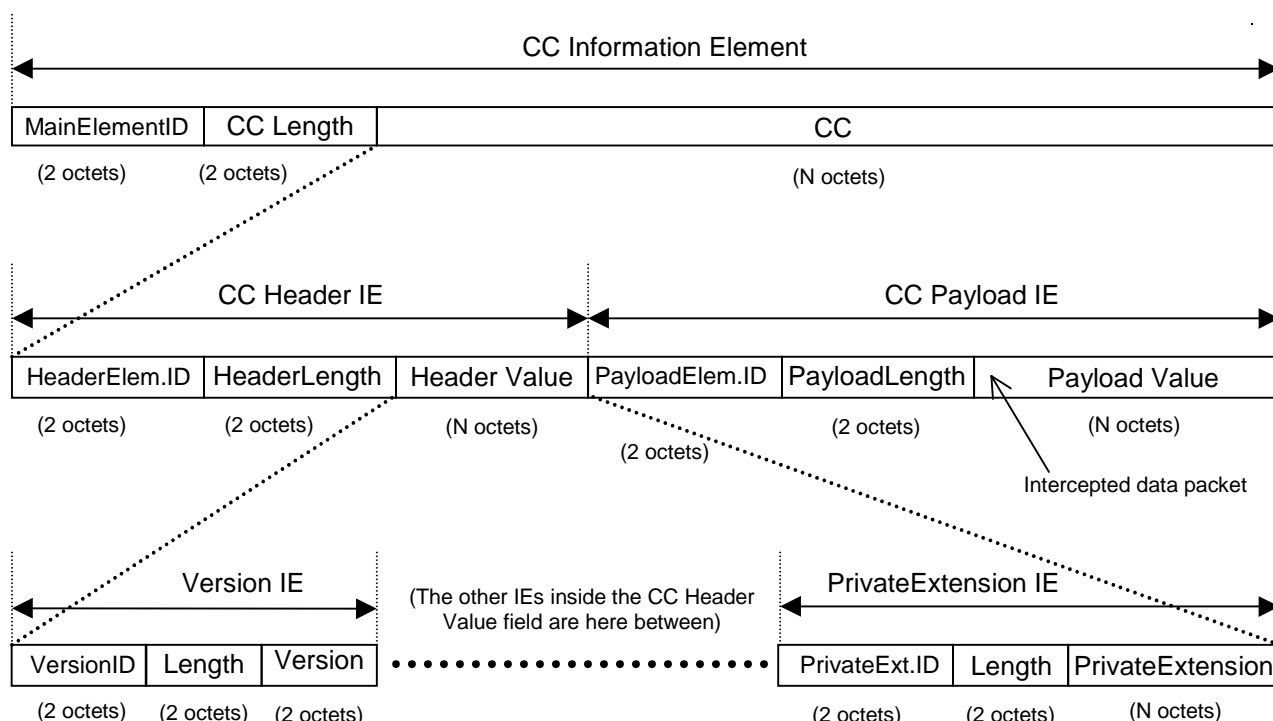 CC Information Element
MainElementID CC Length CC
(2 octets) (2 octets) (N octets)
CC Header IE CC Payload IE
HeaderElem.ID HeaderLength Header Value PayloadElem.ID PayloadLength Payload Value
(2 octets) (2 octets) (N octets) (2 octets) (2 octets) (N octets)
Intercepted data packet
Version IE (The other IEs inside the CC Header PrivateExtension IE
Value field are here between)
VersionID Length Version PrivateExt.ID Length PrivateExtension
(2 octets) (2 octets) (2 octets) (2 octets) (2 octets) (N octets)